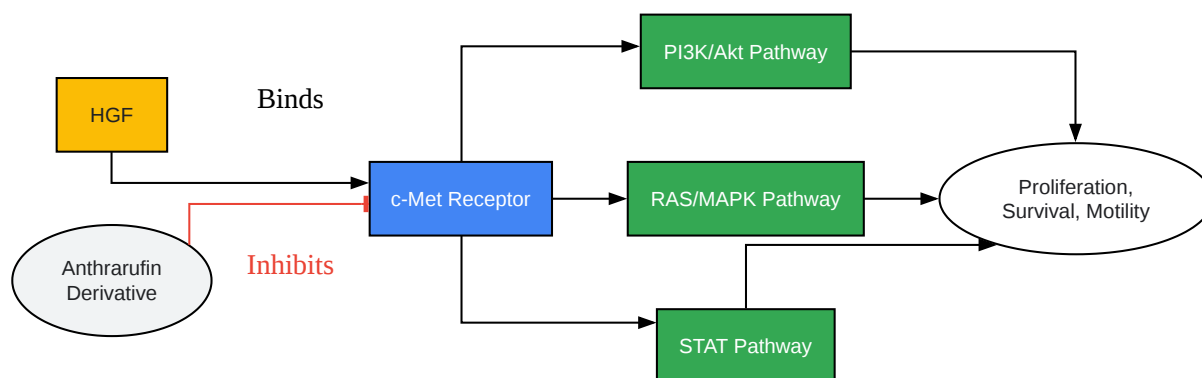 PI3K/Akt Pathway
HGF
Binds
c-Met Receptor
RAS/MAPK Pathway
Proliferation,
Survival, Motility
Anthrarufin
Derivative
Inhibits
STAT Pathway